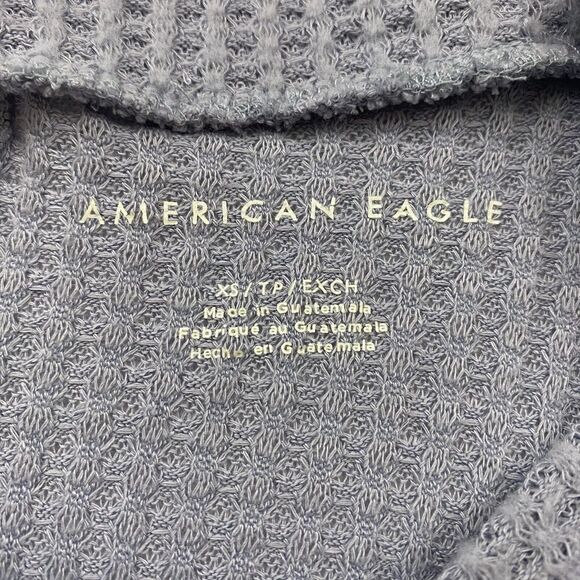 AMERICAN EAGLE
XS/TP/EXCH
Made in Guatemala
Fabriqué au Guatemala
Hecho en Guatemala